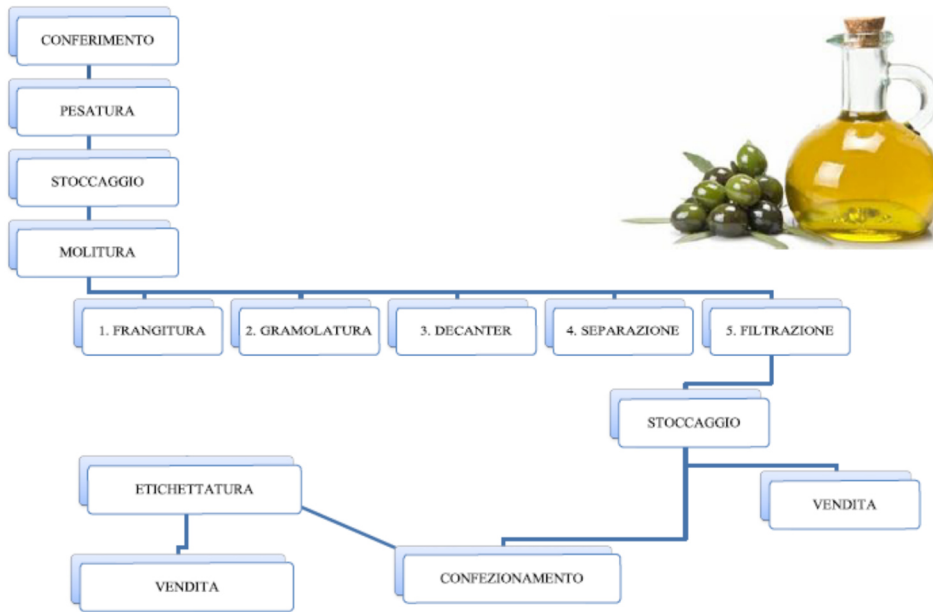 CONFERIMENTO
PESATURA
STOCCAGGIO
MOLITURA
1. FRANGITURA
2. GRAMOLATURA
3. DECANTER
4. SEPARAZIONE
5. FILTRAZIONE
STOCCAGGIO
VENDITA
CONFEZIONAMENTO
ETICHETTATURA
VENDITA